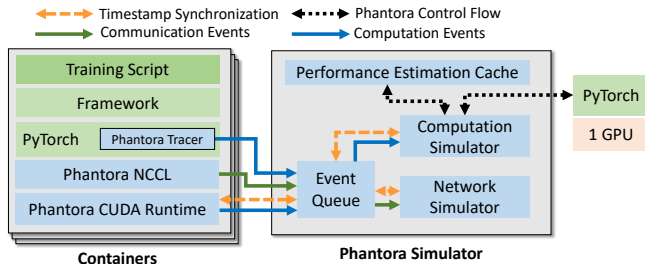 Timestamp Synchronization
Phantora Control Flow
Communication Events
Computation Events
Training Script
Framework
PyTorch
Phantora Tracer
Phantora NCCL
Phantora CUDA Runtime
Containers
Performance Estimation Cache
Computation
Simulator
Event
Queue
Network
Simulator
Phantora Simulator
PyTorch
1 GPU